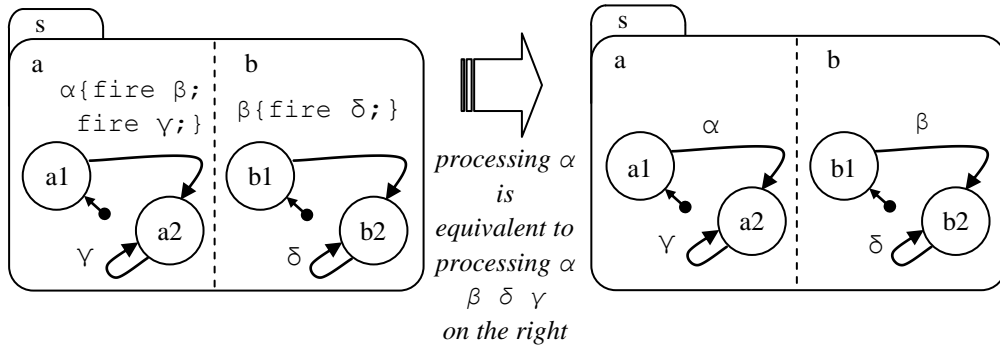 s
a
b
α{fire β;
fire γ;}
β{fire δ;}
a1
b1
a2
b2
γ
δ
processing α
is
equivalent to
processing α
β δ γ
on the right
s
a
b
α
β
a1
b1
a2
b2
γ
δ